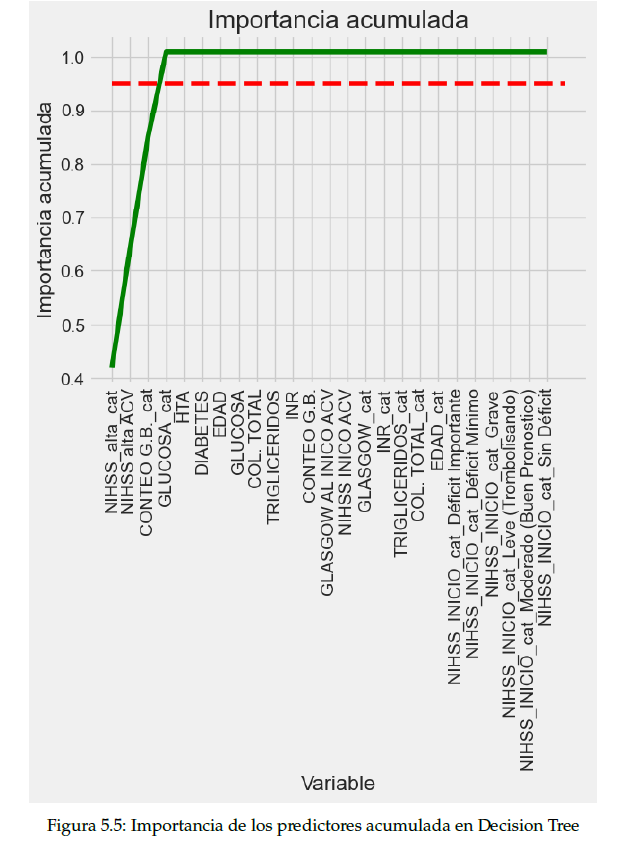 Importancia acumulada
Importancia acumulada
1.0
0.9
0.8
0.7
0.6
0.5
0.4
NIHSS_alta_cat
NIHSS alta ACV
CONTEO G.B._cat
GLUCOSA_cat
HTA
DIABETES
EDAD
GLUCOSA
COL. TOTAL
TRIGLICERIDOS
INR
CONTEO G.B.
GLASGOW AL INICO ACV
NIHSS INICO ACV
GLASGOW_cat
INR_cat
TRIGLICERIDOS_cat
COL. TOTAL_cat
EDAD_cat
NIHSS_INICIO_cat_Déficit Importante
NIHSS_INICIO_cat_Déficit Mínimo
NIHSS_INICIO_cat_Grave
NIHSS_INICIO_cat_Leve (Trombolisando)
NIHSS_INICIO_cat_Moderado (Buen Pronostico)
NIHSS_INICIO_cat_Sin Déficit
Variable
Figura 5.5: Importancia de los predictores acumulada en Decision Tree